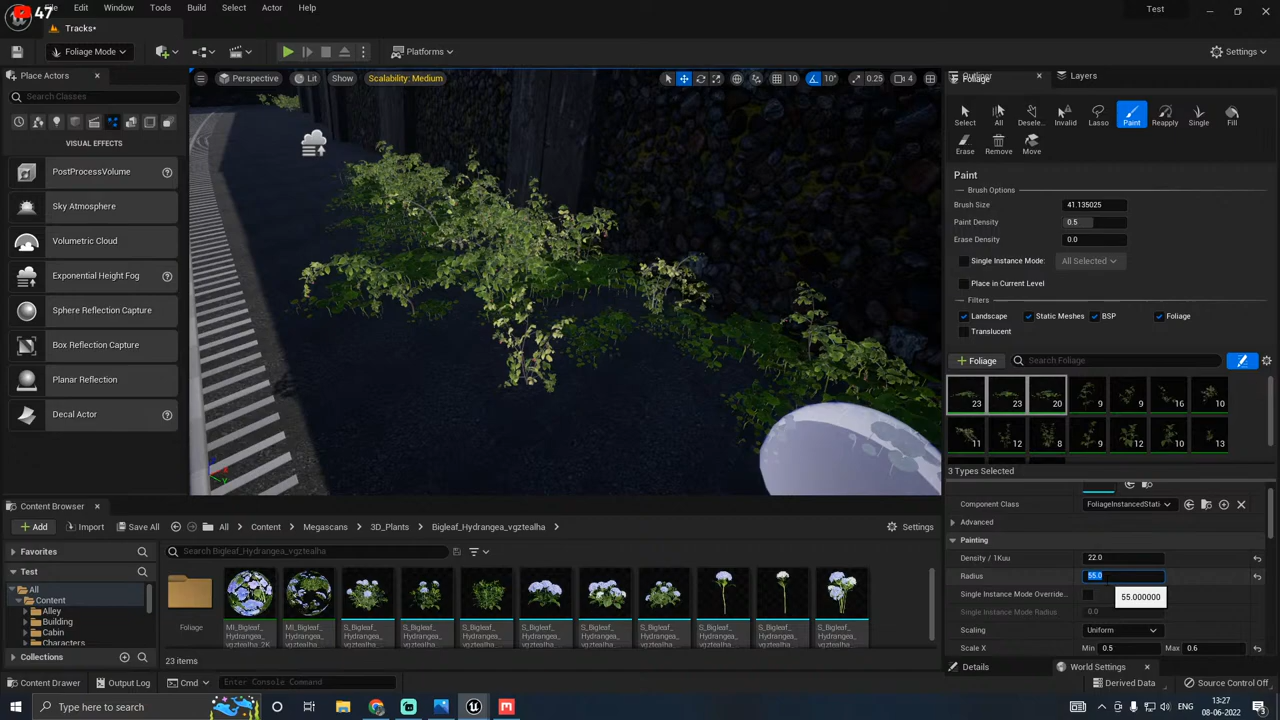 47
Edit Window Tools Build Select Actor Help
Test
Tracks*
Foliage Mode
Platforms
Settings
Place Actors
Search Classes
VISUAL EFFECTS
PostProcessVolume
Sky Atmosphere
Volumetric Cloud
Exponential Height Fog
Sphere Reflection Capture
Box Reflection Capture
Planar Reflection
Decal Actor
Perspective Lit Show Scalability: Medium
10 10° 0.25 4
Outliner
Layers
Foliage
Select All Desele... Invalid Lasso Paint Reapply Single Fill
Erase Remove Move
Paint
Brush Options
Brush Size 41.135025
Paint Density 0.5
Erase Density 0.0
Single Instance Mode: All Selected
Place in Current Level
Filters
Landscape Static Meshes BSP Foliage
Translucent
+ Foliage Search Foliage
23 23 20 9 9 16 10
11 12 8 9 12 10 13
3 Types Selected
Component Class FoliageInstancedStati
Advanced
Painting
Density / 1Kuu 22.0
Radius 55.0
Single Instance Mode Override...
55.000000
Single Instance Mode Radius 0.0
Scaling Uniform
Scale X Min 0.5 Max 0.6
Details World Settings
Content Browser
Add Import Save All All Content Megascans 3D_Plants Bigleaf_Hydrangea_vgztealha Settings
Favorites
Test
All
Content
Alley
Building
Cabin
Characters
Collections
Search Bigleaf_Hydrangea_vgztealha
Foliage
MI_Bigleaf_Hydrangea_vgztealha_2K
S_Bigleaf_Hydrangea_vgztealha
23 items
Content Drawer Output Log Cmd Enter Console Command
Derived Data Source Control Off
Type here to search
ENG 13:27
08-06-2022
3